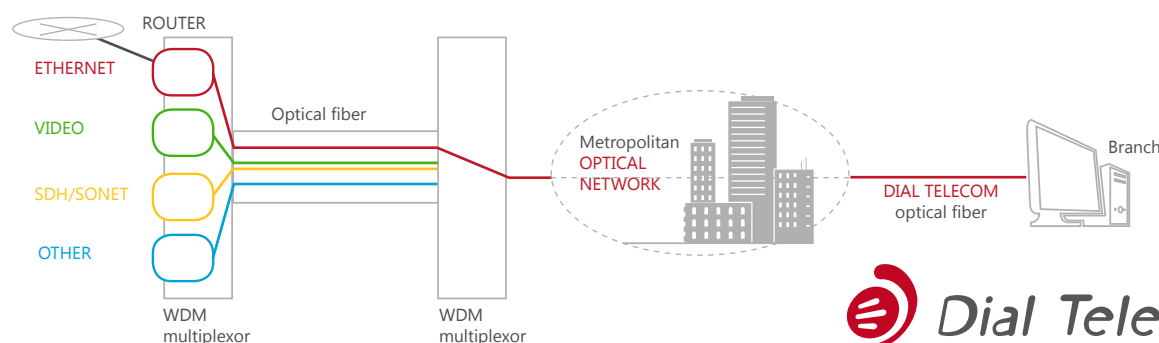 ROUTER
ETHERNET
VIDEO
SDH/SONET
OTHER
Optical fiber
WDM
multiplexor
WDM
multiplexor
Metropolitan
OPTICAL
NETWORK
DIAL TELECOM
optical fiber
Branch
Dial Tele